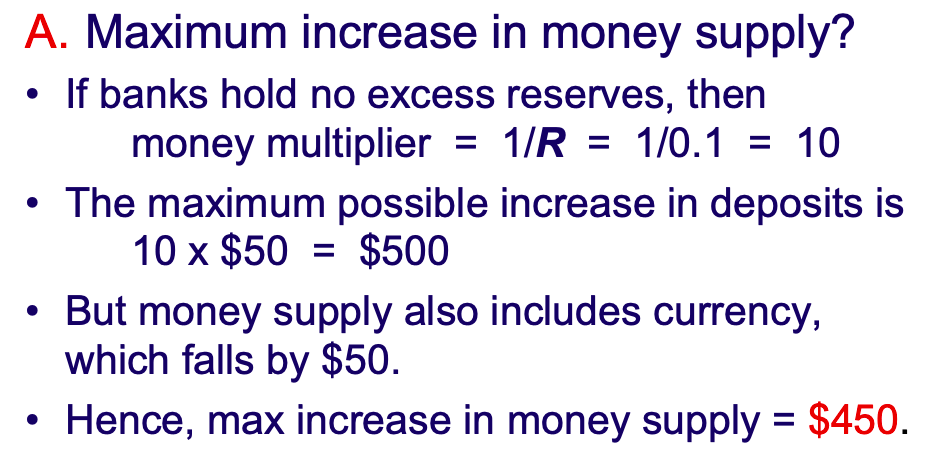 A. Maximum increase in money supply?
• If banks hold no excess reserves, then
money multiplier = 1/R = 1/0.1 = 10
• The maximum possible increase in deposits is
10 x $50 = $500
• But money supply also includes currency,
which falls by $50.
• Hence, max increase in money supply = $450.